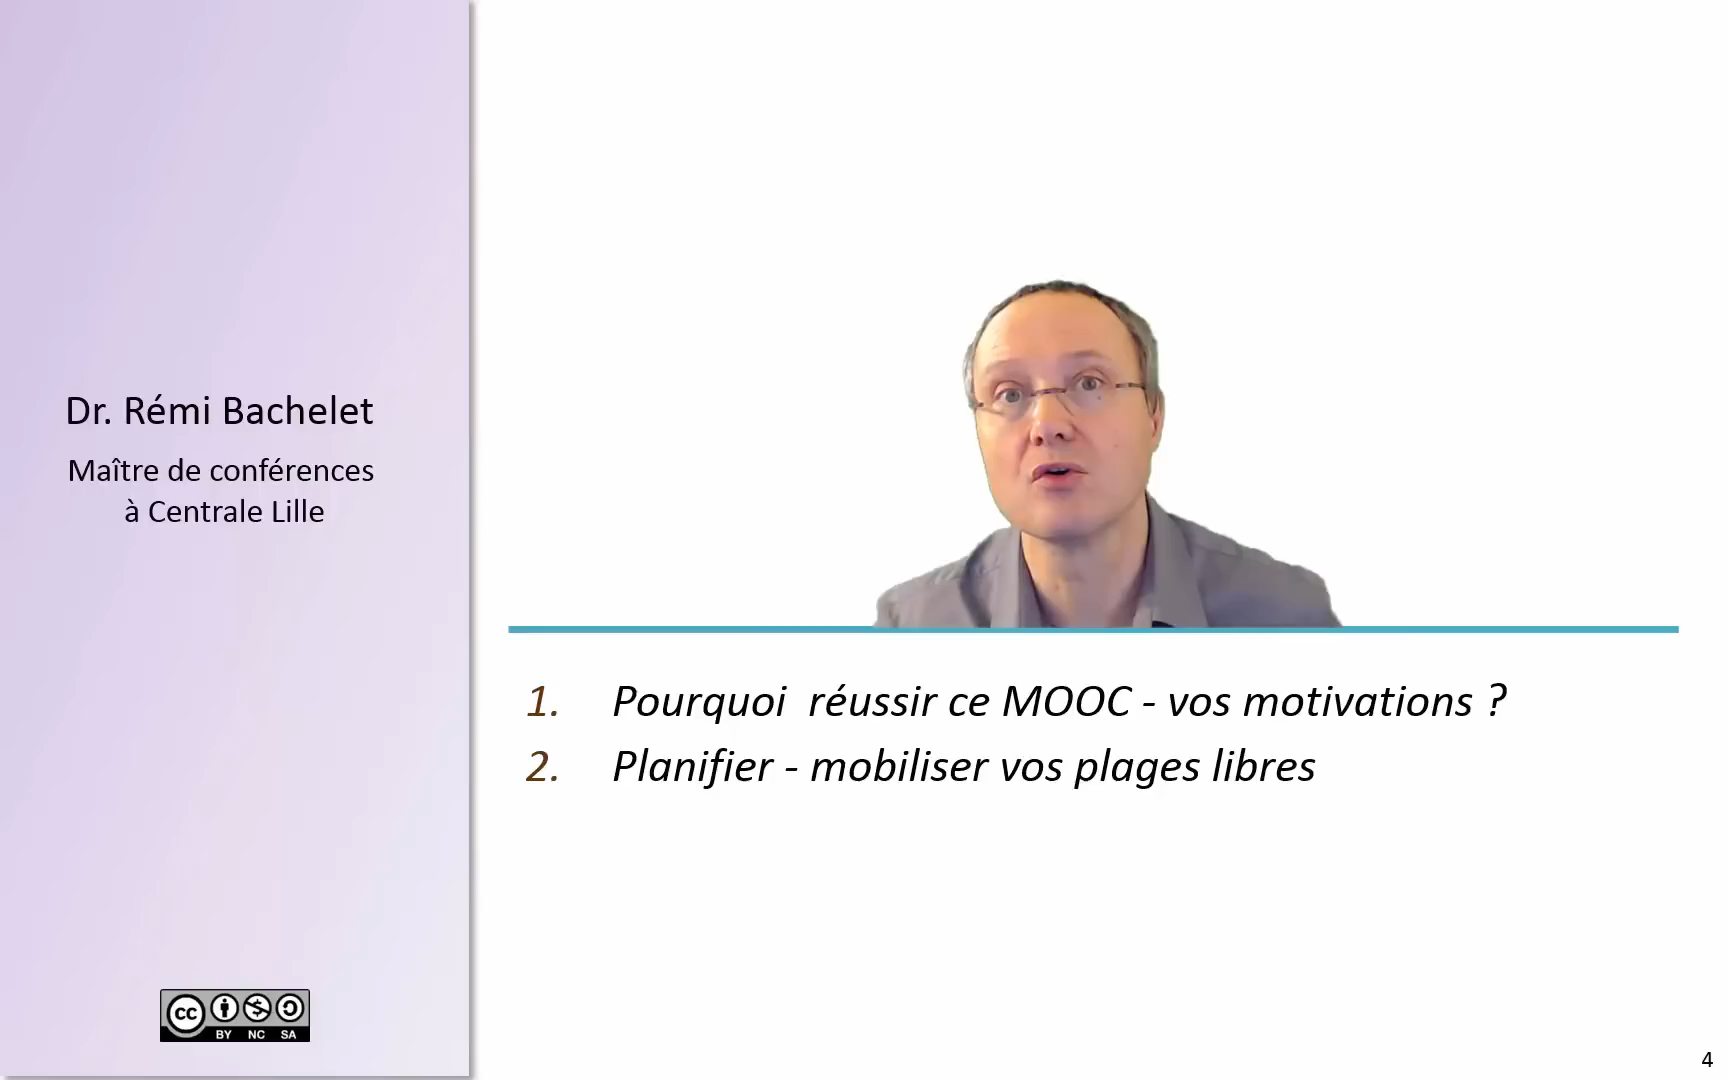 Dr. Rémi Bachelet
Maître de conférences
à Centrale Lille
1. Pourquoi  réussir ce MOOC - vos motivations ?
2. Planifier - mobiliser vos plages libres
cc BY NC SA
4